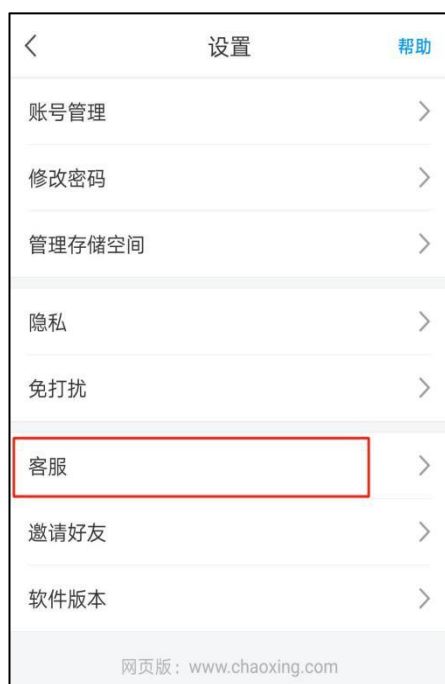 设置
帮助
账号管理
修改密码
管理存储空间
隐私
免打扰
客服
邀请好友
软件版本
网页版：www.chaoxing.com